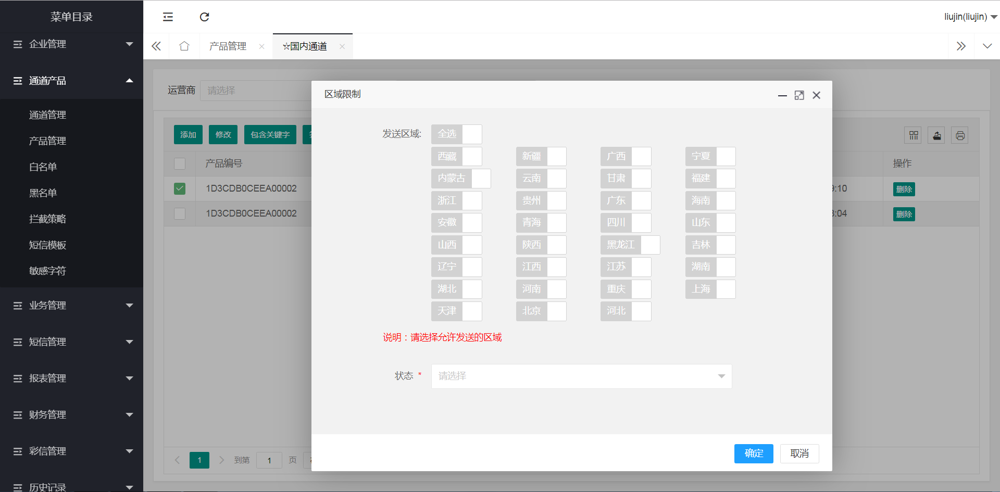 菜单目录
企业管理
通道产品
通道管理
产品管理
白名单
黑名单
拦截策略
短信模板
敏感字符
业务管理
短信管理
报表管理
财务管理
彩信管理
历史记录
liujin(liujin)
产品管理
☆国内通道
运营商 请选择
添加 修改 包含关键字
产品编号 操作
1D3CDB0CEEA00002 :10 删除
1D3CDB0CEEA00002 :04 删除
1 到第 1 页
区域限制
发送区域: 全选
西藏 新疆 广西 宁夏
内蒙古 云南 甘肃 福建
浙江 贵州 广东 海南
安徽 青海 四川 山东
山西 陕西 黑龙江 吉林
辽宁 江西 江苏 湖南
湖北 河南 重庆 上海
天津 北京 河北
说明：请选择允许发送的区域
状态 * 请选择
确定 取消